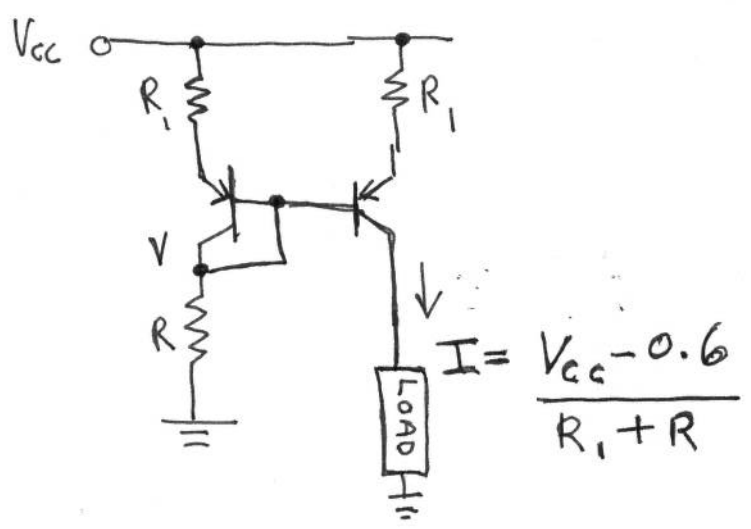 Vcc
R1
R1
V
R
I = Vcc - 0.6
R1 + R
LOAD